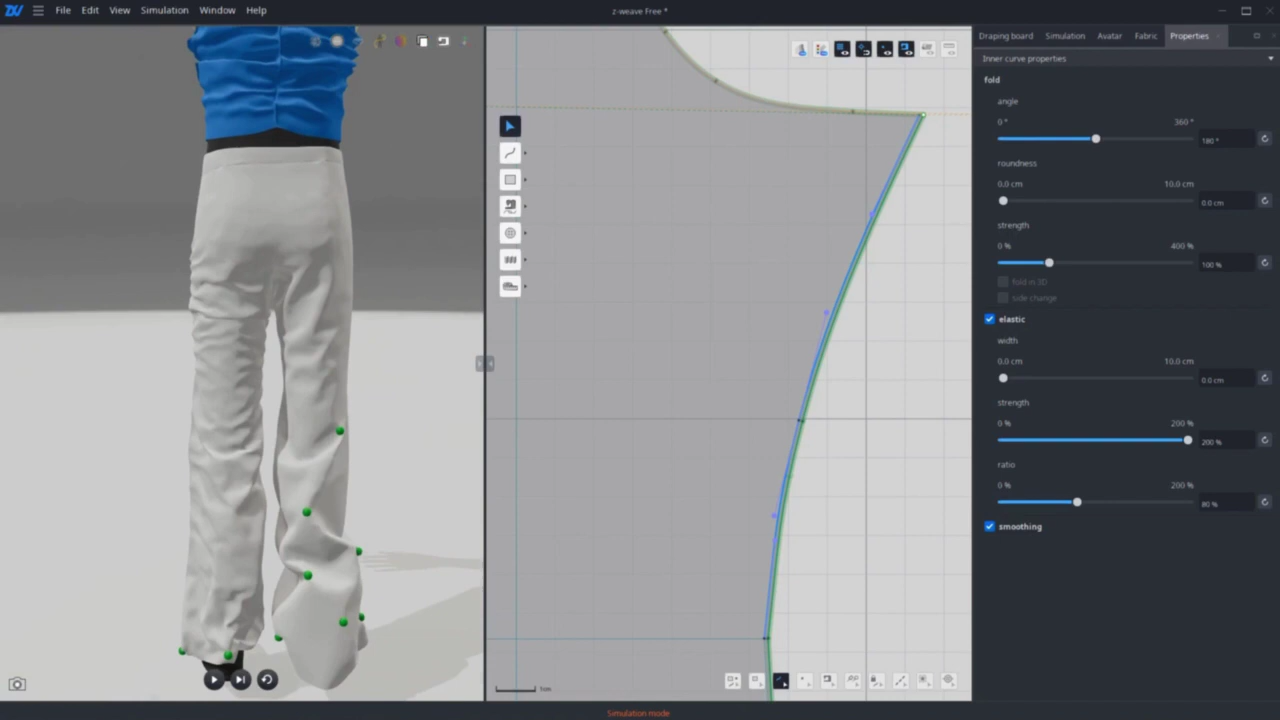 File Edit View Simulation Window Help
z-weave Free *
Draping board Simulation Avatar Fabric Properties
Inner curve properties
fold
angle
0 ° 360 °
180 °
roundness
0.0 cm 10.0 cm
0.0 cm
strength
0 % 400 %
100 %
fold in 3D
side change
elastic
width
0.0 cm 10.0 cm
0.0 cm
strength
0 % 200 %
200 %
ratio
0 % 200 %
80 %
smoothing
Simulation mode